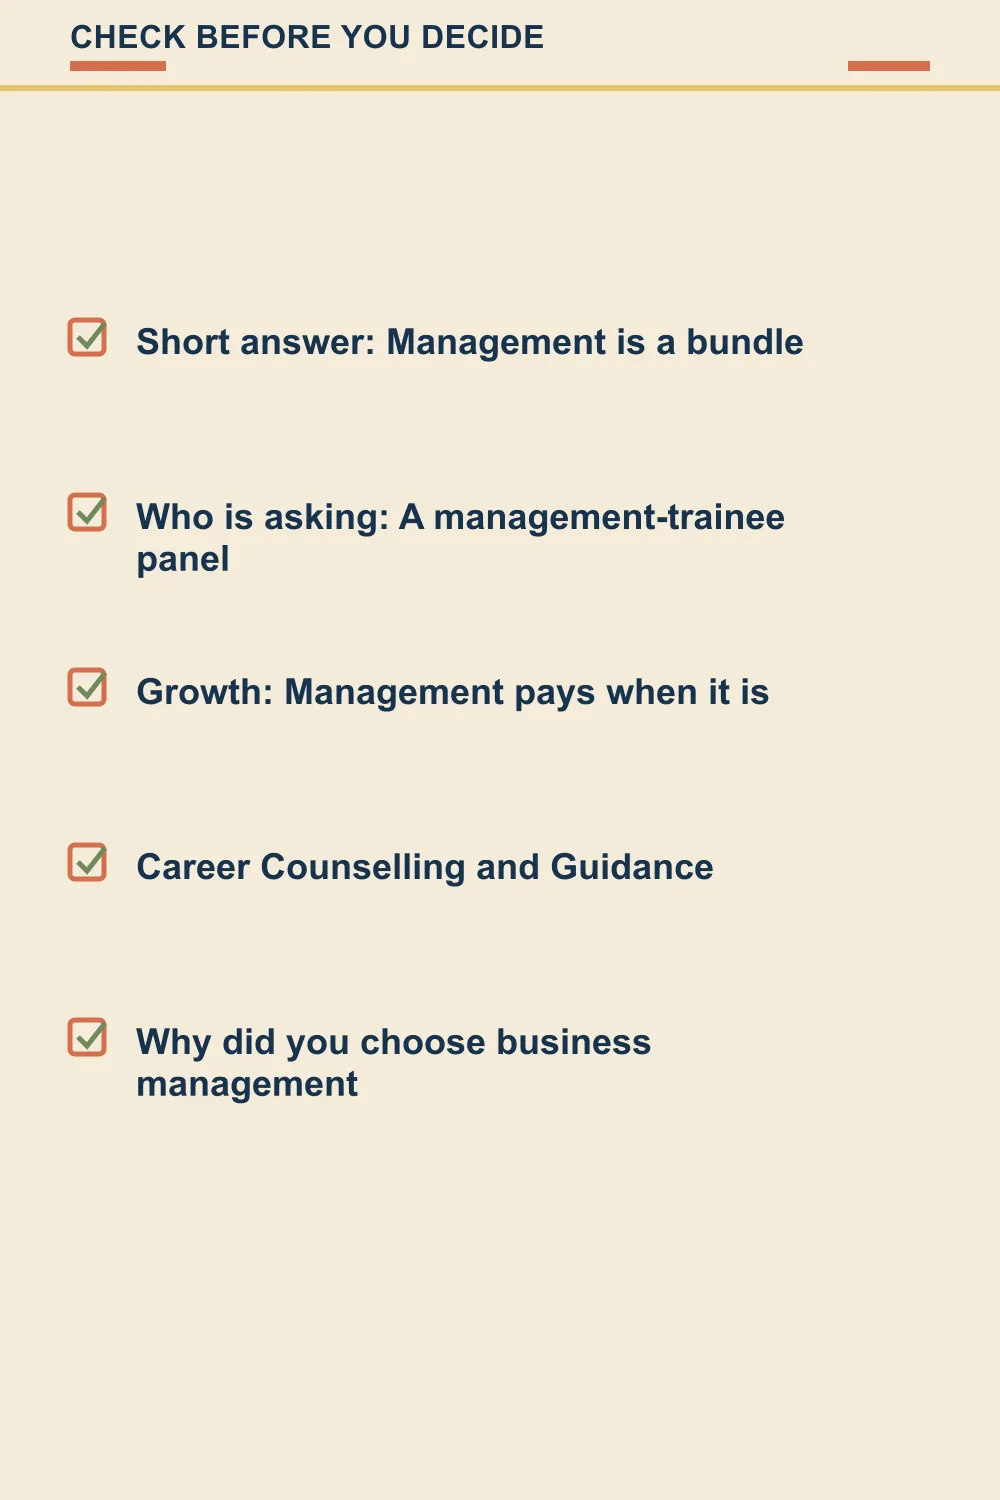 CHECK BEFORE YOU DECIDE
Short answer: Management is a bundle
Who is asking: A management-trainee
panel
Growth: Management pays when it is
Career Counselling and Guidance
Why did you choose business
management